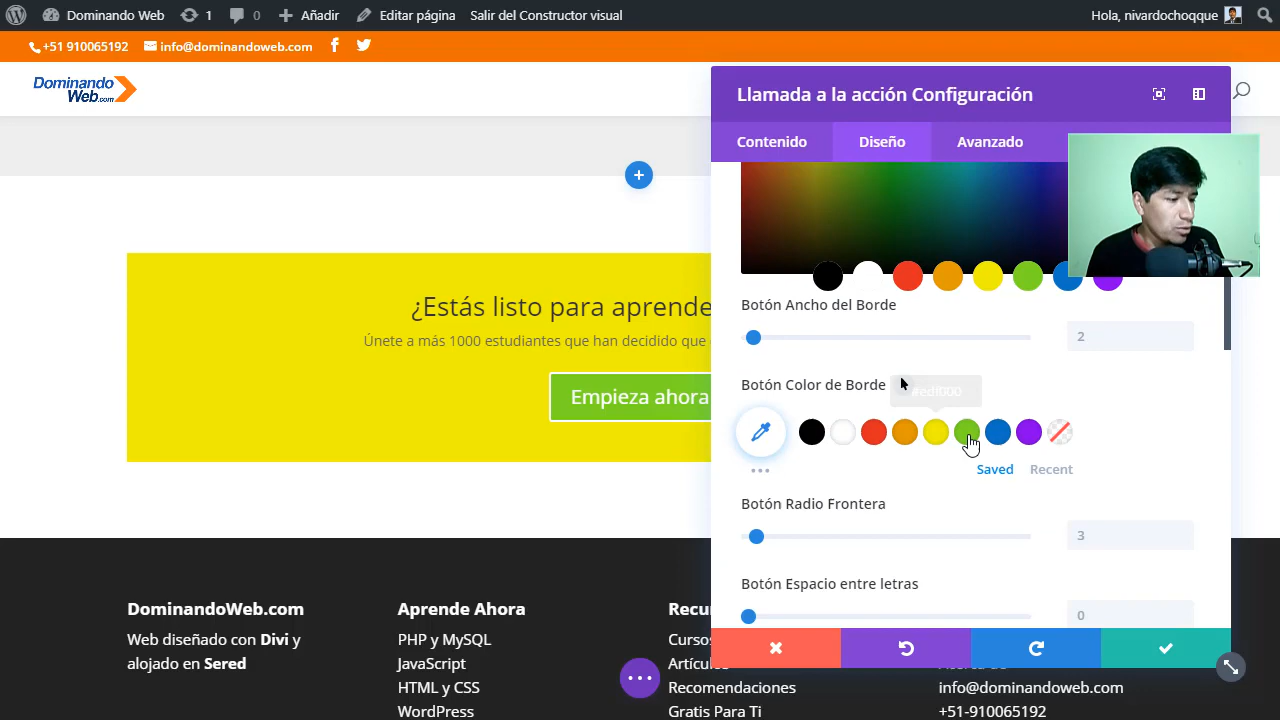 Dominando Web
1
0
Añadir
Editar página
Salir del Constructor visual
Hola, nivardochoqque
+51 910065192
info@dominandoweb.com
Dominando
Web.com
Llamada a la acción Configuración
Contenido
Diseño
Avanzado
¿Estás listo para aprende
Únete a más 1000 estudiantes que han decidido que
Empieza ahora
Botón Ancho del Borde
2
Botón Color de Borde
#edf000
Saved
Recent
Botón Radio Frontera
3
Botón Espacio entre letras
0
DominandoWeb.com
Web diseñado con Divi y
alojado en Sered
Aprende Ahora
PHP y MySQL
JavaScript
HTML y CSS
WordPress
Recu
Cursos
Artículo
Recomendaciones
Gratis Para Ti
info@dominandoweb.com
+51-910065192